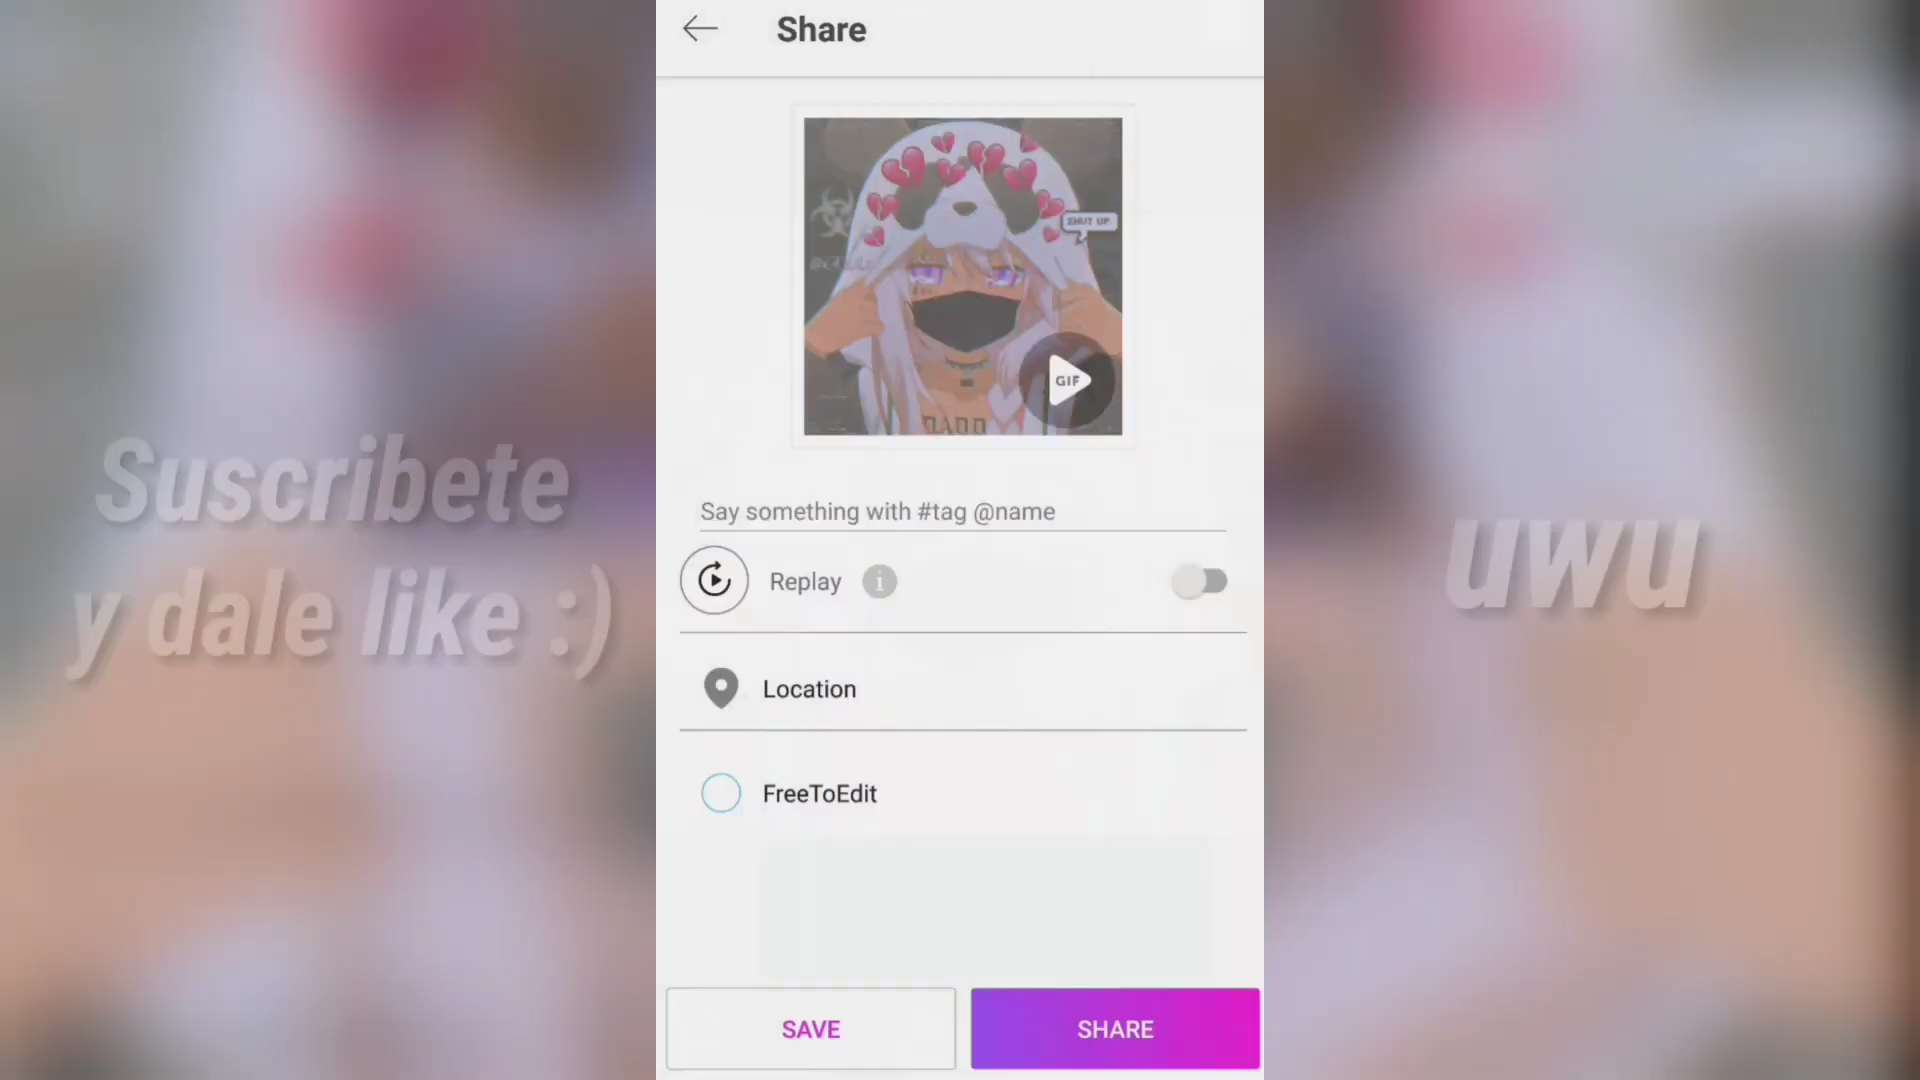 Share
SHUT UP
GIF
Suscribete
y dale like :)
uwu
Say something with #tag @name
Replay
Location
FreeToEdit
SAVE
SHARE